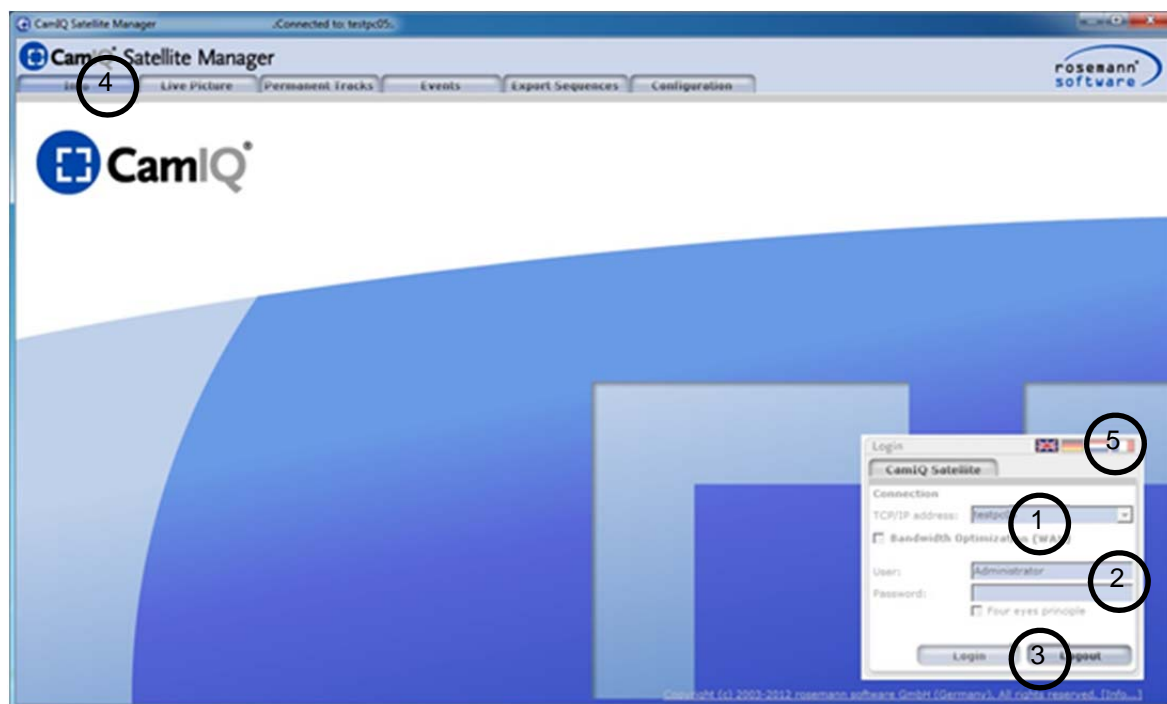 CamIQ Satellite Manager .:Connected to: testpc05:.
CamIQ® Satellite Manager
rosemann®
software
4
Info Live Picture Permanent Tracks Events Export Sequences Configuration
CamIQ®
Login 5
CamIQ Satellite
Connection
TCP/IP address: 1
Bandwidth Optimization (WAN)
User: Administrator 2
Password:
Four eyes principle
Login 3 Logout
Copyright (c) 2003-2012 rosemann software GmbH (Germany). All rights reserved. [Info...]